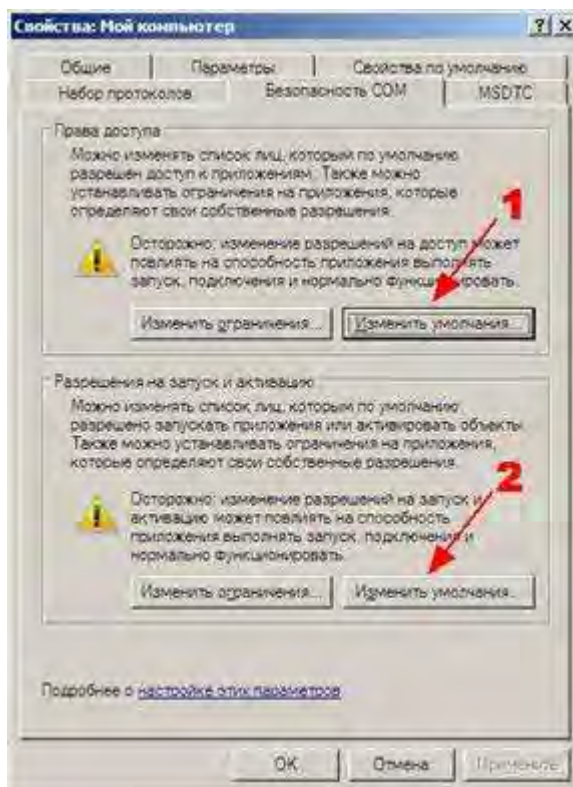 Свойства: Мой компьютер
? X
Общие Параметры Свойства по умолчанию
Набор протоколов Безопасность COM MSDTC
Права доступа
Можно изменять список лиц, которым по умолчанию
разрешен доступ к приложениям. Также можно
устанавливать ограничения на приложения, которые
определяют свои собственные разрешения.
1
Осторожно: изменение разрешений на доступ может
повлиять на способность приложения выполнять
запуск, подключения и нормально функционировать.
Изменить ограничения... Изменить умолчания...
Разрешения на запуск и активацию
Можно изменять список лиц, которым по умолчанию
разрешено запускать приложения или активировать объекты.
Также можно устанавливать ограничения на приложения,
которые определяют свои собственные разрешения.
2
Осторожно: изменение разрешений на запуск и
активацию может повлиять на способность
приложения выполнять запуск, подключения и
нормально функционировать.
Изменить ограничения... Изменить умолчания...
Подробнее о настройке этих параметров.
OK Отмена Применить